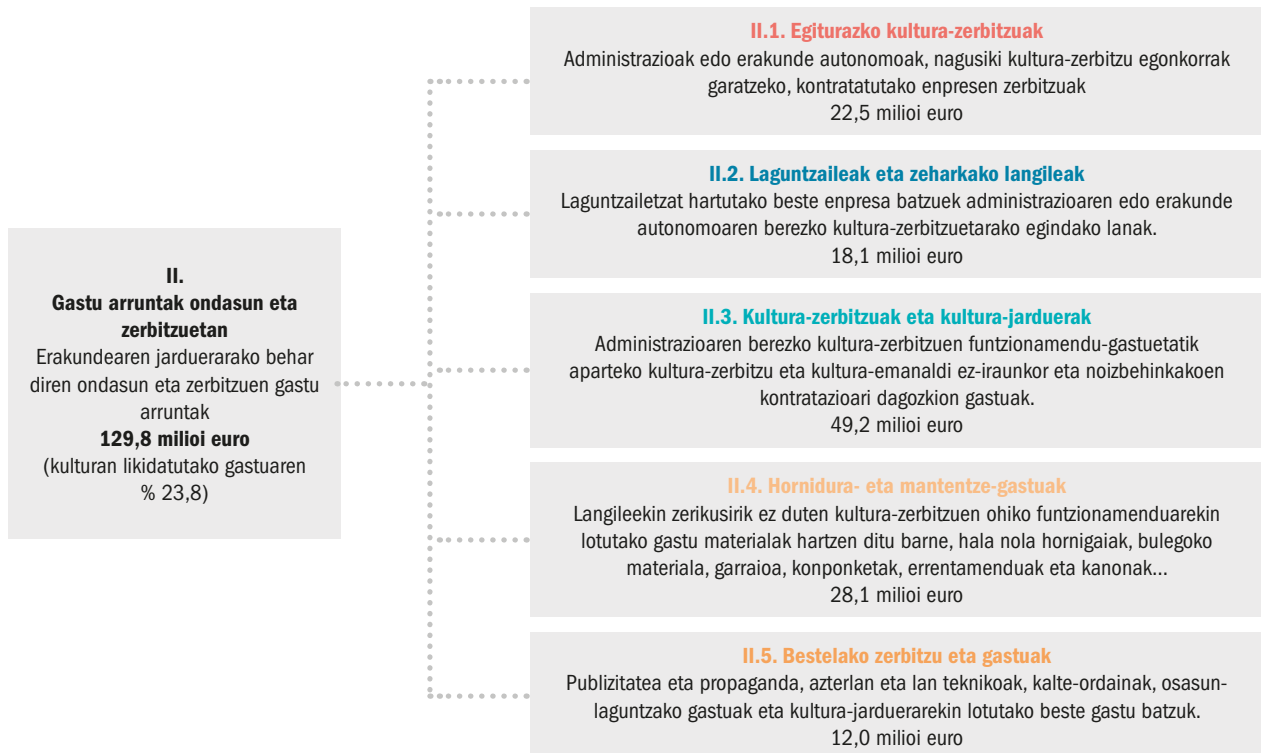 II.
Gastu arruntak ondasun eta
zerbitzuetan
Erakundearen jarduerarako behar
diren ondasun eta zerbitzuen gastu
arruntak
129,8 milioi euro
(kulturan likidatutako gastuaren
% 23,8)
II.1. Egiturazko kultura-zerbitzuak
Administrazioak edo erakunde autonomoak, nagusiki kultura-zerbitzu egonkorrak
garatzeko, kontratatutako enpresen zerbitzuak
22,5 milioi euro
II.2. Laguntzaileak eta zeharkako langileak
Laguntzailetzat hartutako beste enpresa batzuek administrazioaren edo erakunde
autonomoaren berezko kultura-zerbitzuetarako egindako lanak.
18,1 milioi euro
II.3. Kultura-zerbitzuak eta kultura-jarduerak
Administrazioaren berezko kultura-zerbitzuen funtzionamendu-gastuetatik
aparteko kultura-zerbitzu eta kultura-emanaldi ez-iraunkor eta noizbehinkakoen
kontratazioari dagozkion gastuak.
49,2 milioi euro
II.4. Hornidura- eta mantentze-gastuak
Langileekin zerikusirik ez duten kultura-zerbitzuen ohiko funtzionamenduarekin
lotutako gastu materialak hartzen ditu barne, hala nola hornigaiak, bulegoko
materiala, garraioa, konponketak, errentamenduak eta kanonak...
28,1 milioi euro
II.5. Bestelako zerbitzu eta gastuak
Publizitatea eta propaganda, azterlan eta lan teknikoak, kalte-ordainak, osasun-
laguntzako gastuak eta kultura-jarduerarekin lotutako beste gastu batzuk.
12,0 milioi euro